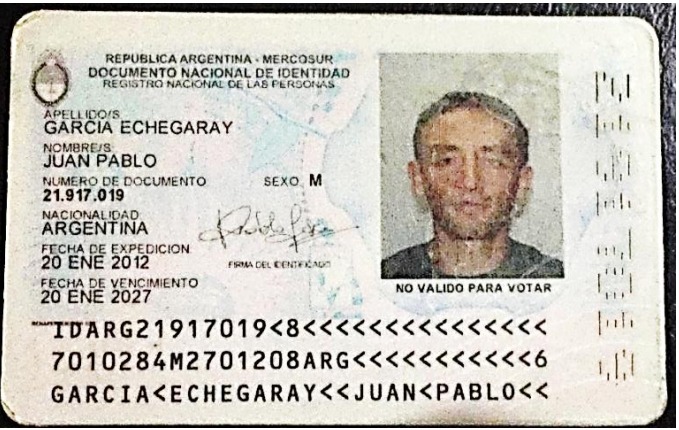 REPUBLICA ARGENTINA - MERCOSUR
DOCUMENTO NACIONAL DE IDENTIDAD
REGISTRO NACIONAL DE LAS PERSONAS
APELLIDO/S
GARCIA ECHEGARAY
NOMBRE/S
JUAN PABLO
NUMERO DE DOCUMENTO SEXO M
21.917.019
NACIONALIDAD
ARGENTINA
FECHA DE EXPEDICION
20 ENE 2012
FIRMA DEL IDENTIFICADO
FECHA DE VENCIMIENTO
20 ENE 2027
NO VALIDO PARA VOTAR
IDARG21917019<8<<<<<<<<<<<<<<<
7010284M2701208ARG<<<<<<<<<<<6
GARCIA<ECHEGARAY<<JUAN<PABLO<<